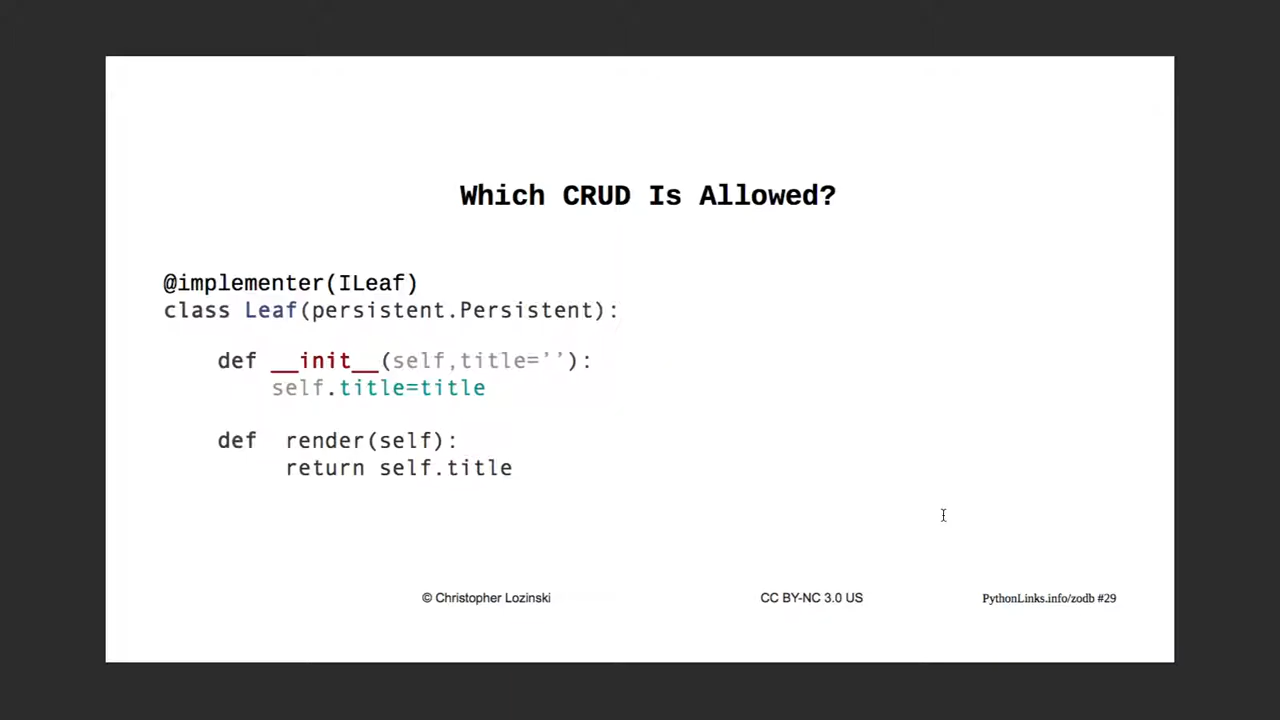 Which CRUD Is Allowed?
@implementer(ILeaf)
class Leaf(persistent.Persistent):
def __init__(self,title=’’):
self.title=title
def  render(self):
return self.title
© Christopher Lozinski
CC BY-NC 3.0 US
PythonLinks.info/zodb #29